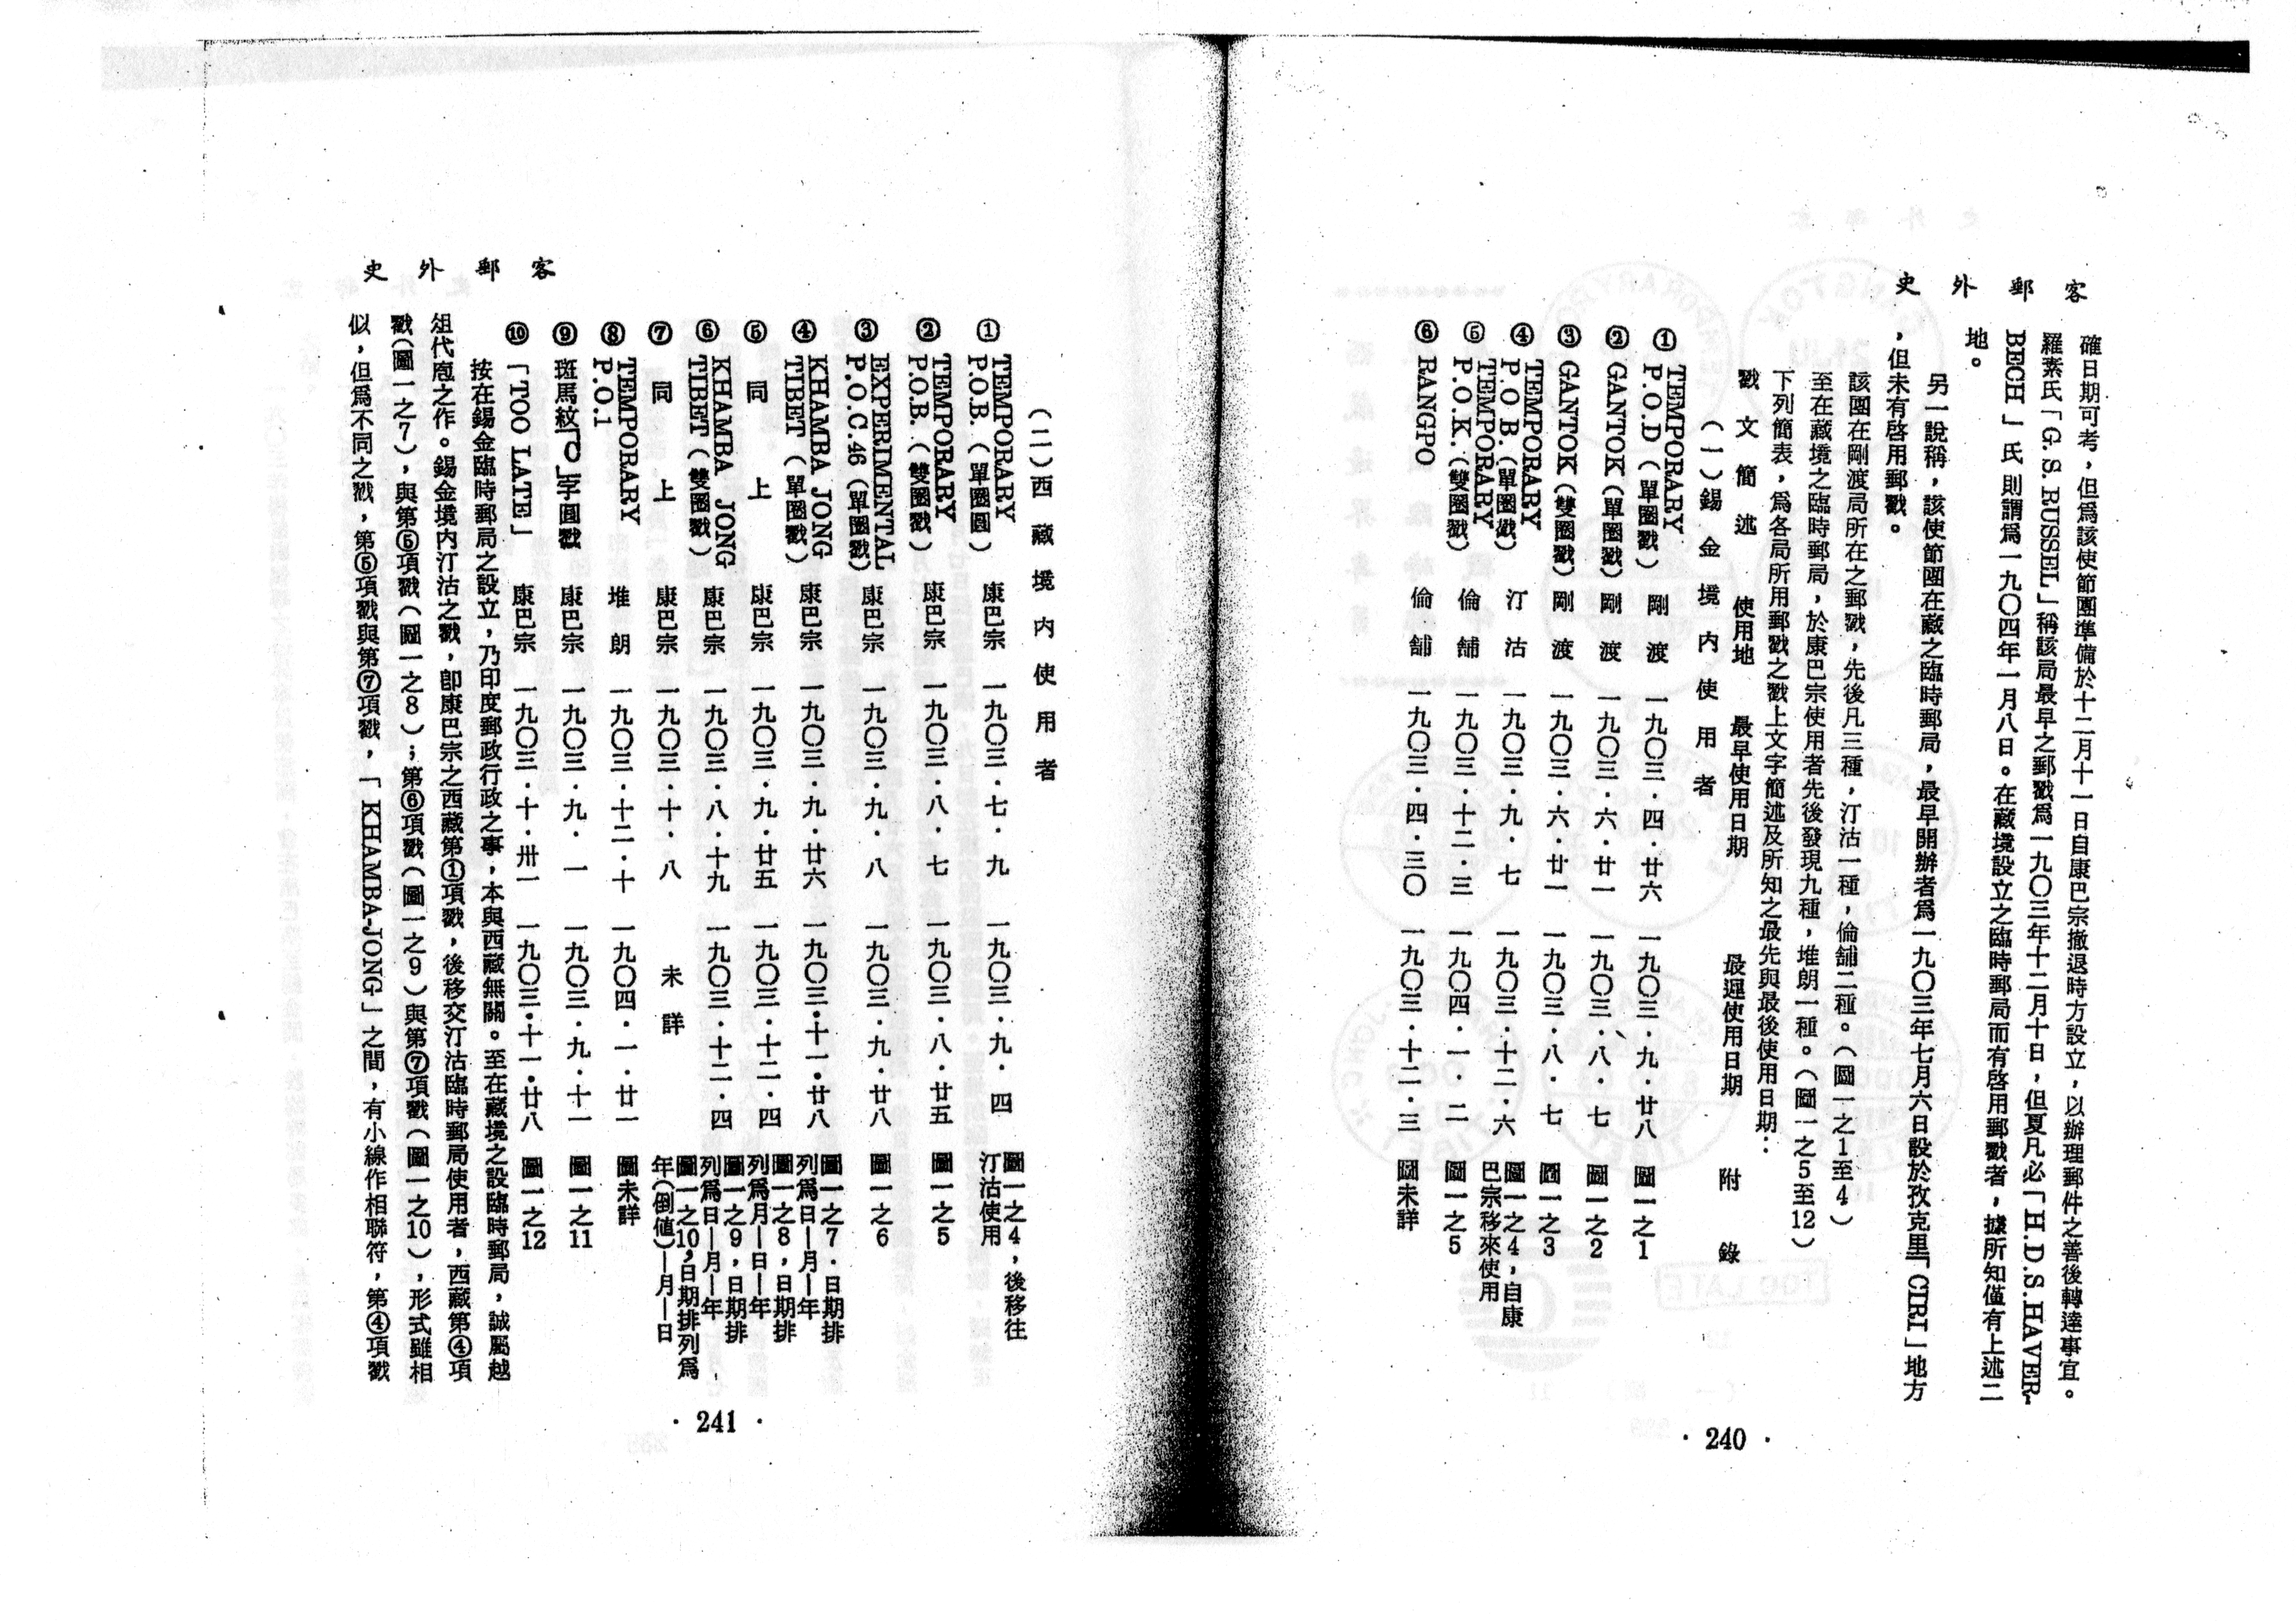 客郵外史
確日期可考，但爲該使節團準備於十二月十一日自康巴宗撤退時方設立，以辦理郵件之善後轉達事宜。
羅素氏「G. S. RUSSEL」稱該局最早之郵戳爲一九〇三年十二月十日，但夏凡必「H.D.S.HAVER-
BECH」氏則謂爲一九〇四年一月八日。在藏境設立之臨時郵局而有啓用郵戳者，據所知僅有上述二
地。
另一說稱，該使節團在藏之臨時郵局，最早開辦者爲一九〇三年七月六日設於孜克里「CIRI」地方
，但未有啓用郵戳。
該團在剛渡局所在之郵戳，先後凡三種，汀沽一種，倫舖二種。（圖一之1至4）
至在藏境之臨時郵局，於康巴宗使用者先後發現九種，堆朗一種。（圖一之5至12）
下列簡表，爲各局所用郵戳之戳上文字簡述及所知之最先與最後使用日期：
戳文簡述 使用地 最早使用日期 最遲使用日期 附錄
（一）錫金境内使用者
① TEMPORARY P.O.D（單圈戳） 剛渡 一九〇三．四．廿六 一九〇三．九．廿八 圖一之1
② GANTOK（單圈戳） 剛渡 一九〇三．六．廿一 一九〇三．八．七 圖一之2
③ GANTOK（雙圈戳） 剛渡 一九〇三．六．廿一 一九〇三．八．七 圖一之3
④ TEMPORARY P.O B.（單圈戳） 汀沽 一九〇三．九．七 一九〇三．十二．六 圖一之4，自康巴宗移來使用
⑤ TEMPORARY P.O.K.（雙圈戳） 倫舖 一九〇三．十二．三 一九〇四．一．二 圖一之5
⑥ RANGPO 倫舖 一九〇三．四．三〇 一九〇三．十二．三 圖未詳
· 240 ·
客郵外史
（二）西藏境内使用者
① TEMPORARY P.O.B.（單圈圓） 康巴宗 一九〇三．七．九 一九〇三．九．四 圖一之4，後移往汀沽使用
② TEMPORARY P.O.B.（雙圈戳） 康巴宗 一九〇三．八．七 一九〇三．八．廿五 圖一之5
③ EXPERIMENTAL P.O.C.46（單圈戳） 康巴宗 一九〇三．九．八 一九〇三．九．廿八 圖一之6
④ KHAMBA JONG TIBET（單圈戳） 康巴宗 一九〇三．九．廿六 一九〇三．十一．廿八 圖一之7．日期排列爲日—月—年
⑤ 同上 康巴宗 一九〇三．九．廿五 一九〇三．十二．四 圖一之8，日期排列爲月—日—年
⑥ KHAMBA JONG TIBET（雙圈戳） 康巴宗 一九〇三．八．十九 一九〇三．十二．四 圖一之9，日期排列爲日—月—年
⑦ 同上 康巴宗 一九〇三．十．八 未詳 圖一之10，日期排列爲年（倒値）—月—日
⑧ TEMPORARY P.O.1 堆朗 一九〇三．十二．十 一九〇四．一．廿一 圖未詳
⑨ 斑馬紋「C」字圓戳 康巴宗 一九〇三．九．一 一九〇三．九．十一 圖一之11
⑩ 「TOO LATE」 康巴宗 一九〇三．十．卅一 一九〇三．十一．廿八 圖一之12
按在錫金臨時郵局之設立，乃印度郵政行政之事，本與西藏無關。至在藏境之設臨時郵局，誠屬越
俎代庖之作。錫金境内汀沽之戳，卽康巴宗之西藏第①項戳，後移交汀沽臨時郵局使用者，西藏第④項
戳（圖一之7），與第⑤項戳（圖一之8）；第⑥項戳（圖一之9）與第⑦項戳（圖一之10），形式雖相
似，但爲不同之戳，第⑤項戳與第⑦項戳，「KHAMBA-JONG」之間，有小線作相聯符，第④項戳
· 241 ·